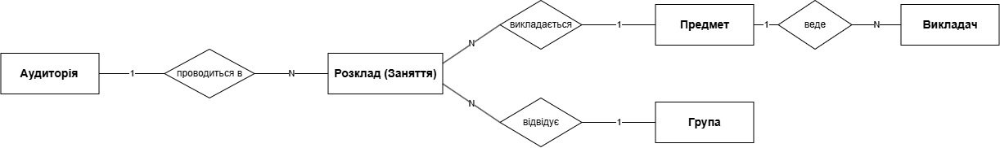 викладається
Предмет
веде
Викладач
1
1
N
N
Аудиторія
1
проводиться в
N
Розклад (Заняття)
N
відвідує
1
Група